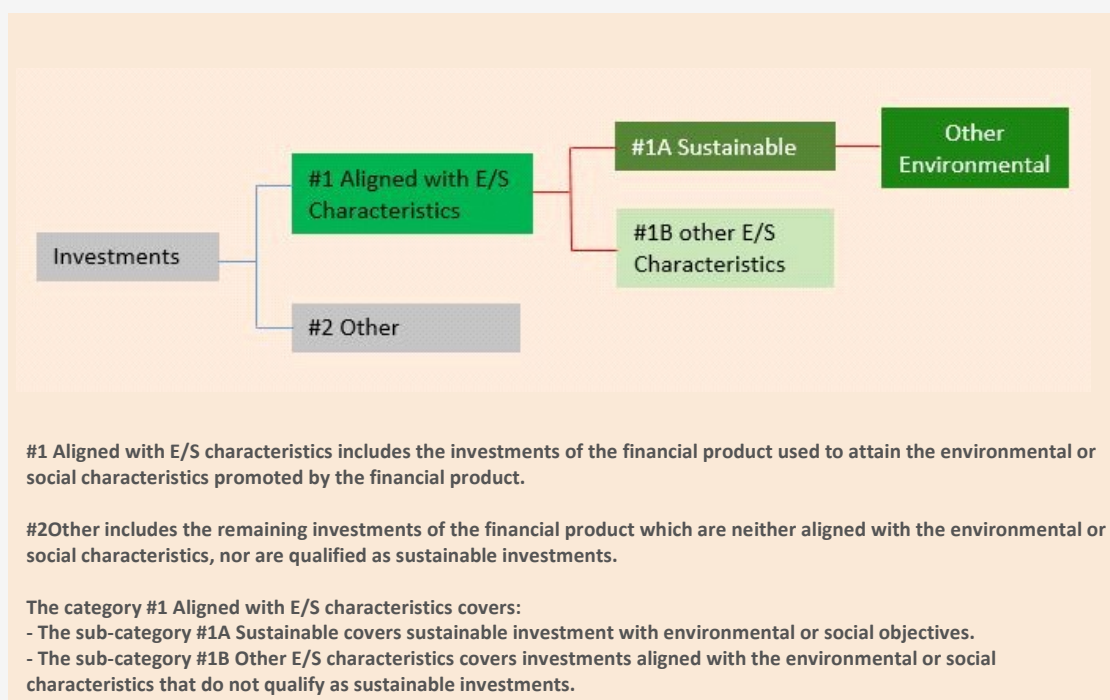 Investments
#1 Aligned with E/S
Characteristics
#2 Other
#1A Sustainable
#1B other E/S
Characteristics
Other
Environmental
#1 Aligned with E/S characteristics includes the investments of the financial product used to attain the environmental or
social characteristics promoted by the financial product.
#2Other includes the remaining investments of the financial product which are neither aligned with the environmental or
social characteristics, nor are qualified as sustainable investments.
The category #1 Aligned with E/S characteristics covers:
- The sub-category #1A Sustainable covers sustainable investment with environmental or social objectives.
- The sub-category #1B Other E/S characteristics covers investments aligned with the environmental or social
characteristics that do not qualify as sustainable investments.